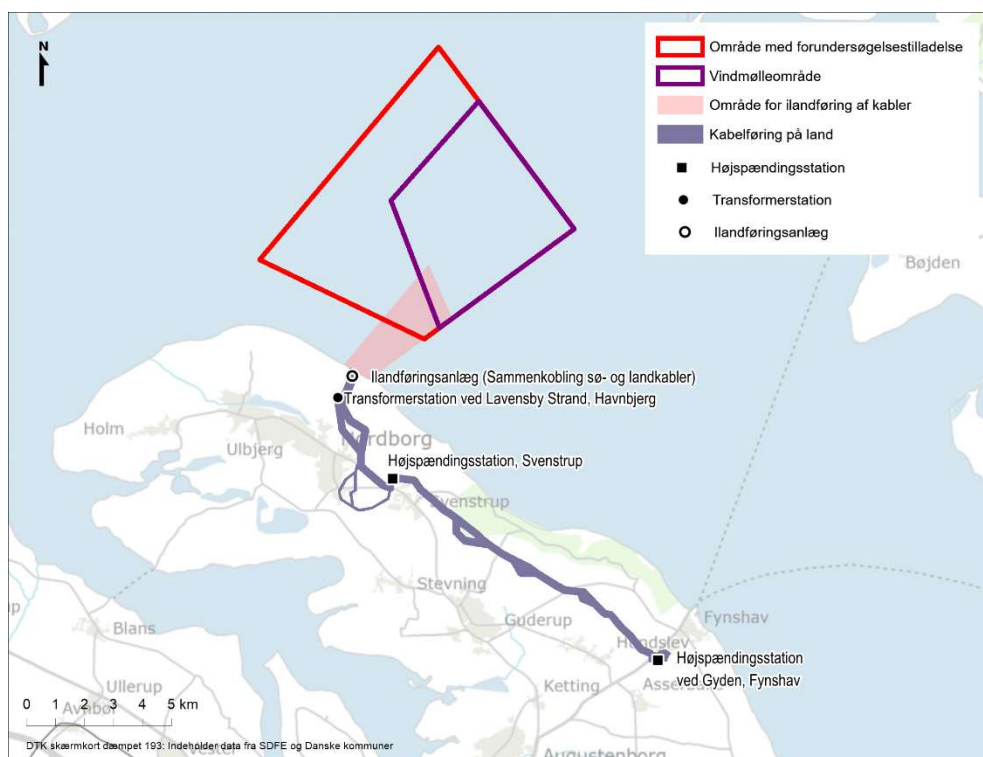 N
Område med forundersøgelsestilladelse
Vindmølleområde
Område for ilandføring af kabler
Kabelføring på land
Højspændingsstation
Transformerstation
Ilandføringsanlæg
Bøjden
Ilandføringsanlæg (Sammenkobling sø- og landkabler)
Transformerstation ved Lavensby Strand, Havnbjerg
Holm
Nordborg
Ulbjerg
Højspændingsstation, Svenstrup
Svenstrup
Stevning
Guderup
Fynshav
Blans
Hundslev
Højspændingsstation
ved Gyden, Fynshav
Ketting
Ullerup
Avnbøl
0 1 2 3 4 5 km
DTK skærmkort dæmpet 193: Indeholder data fra SDFE og Danske kommuner
Augustenborg